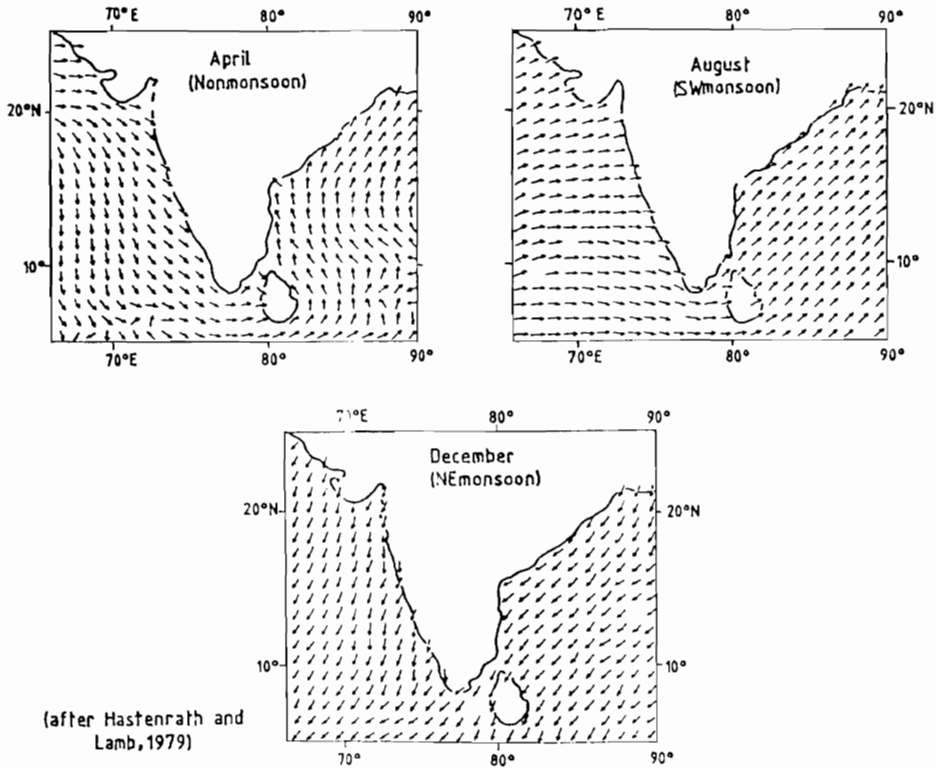 70°E 80° 90°
April
(Nonmonsoon)
20°N
10°
70°E 80° 90°
70°E 80° 90°
August
(SWmonsoon)
20°N
10°
70°E 80° 90°
80° 90°
December
(NEmonsoon)
20°N 20°N
10° 10°
70° 80° 90°
(after Hastenrath and
Lamb,1979)